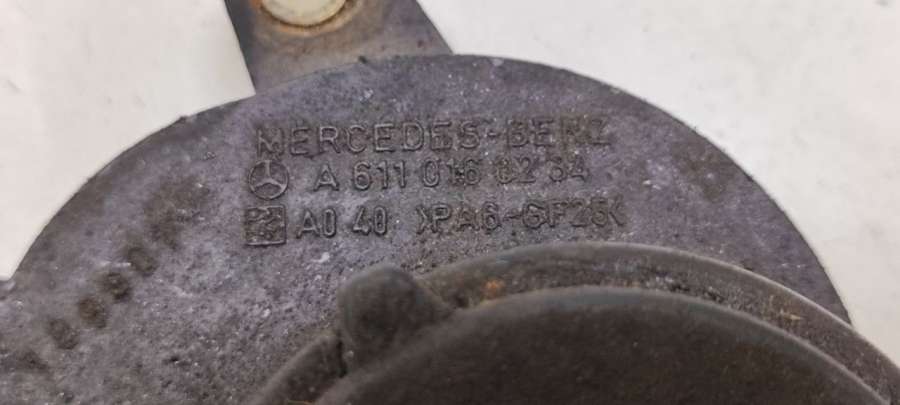 MERCEDES-BENZ
A 611 016 02 34
A0 40 >PA6-GF25<